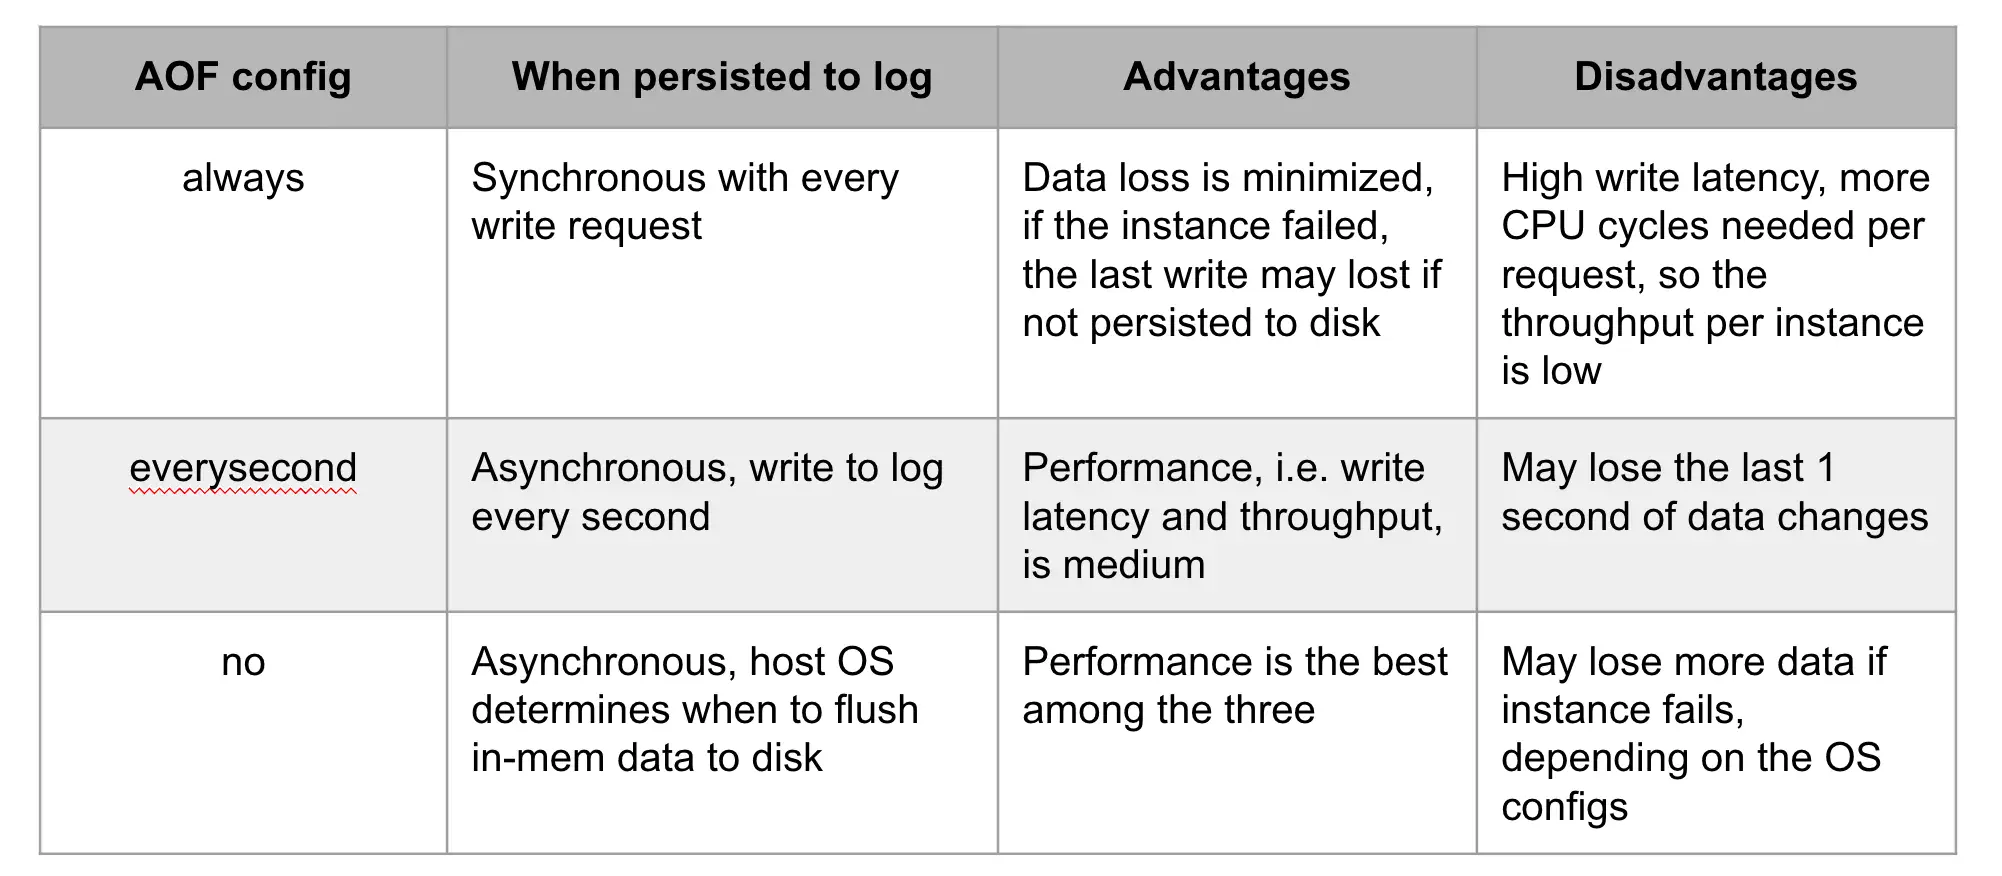 AOF config
When persisted to log
Advantages
Disadvantages
always
Synchronous with every
write request
Data loss is minimized,
if the instance failed,
the last write may lost if
not persisted to disk
High write latency, more
CPU cycles needed per
request, so the
throughput per instance
is low
everysecond
Asynchronous, write to log
every second
Performance, i.e. write
latency and throughput,
is medium
May lose the last 1
second of data changes
no
Asynchronous, host OS
determines when to flush
in-mem data to disk
Performance is the best
among the three
May lose more data if
instance fails,
depending on the OS
configs